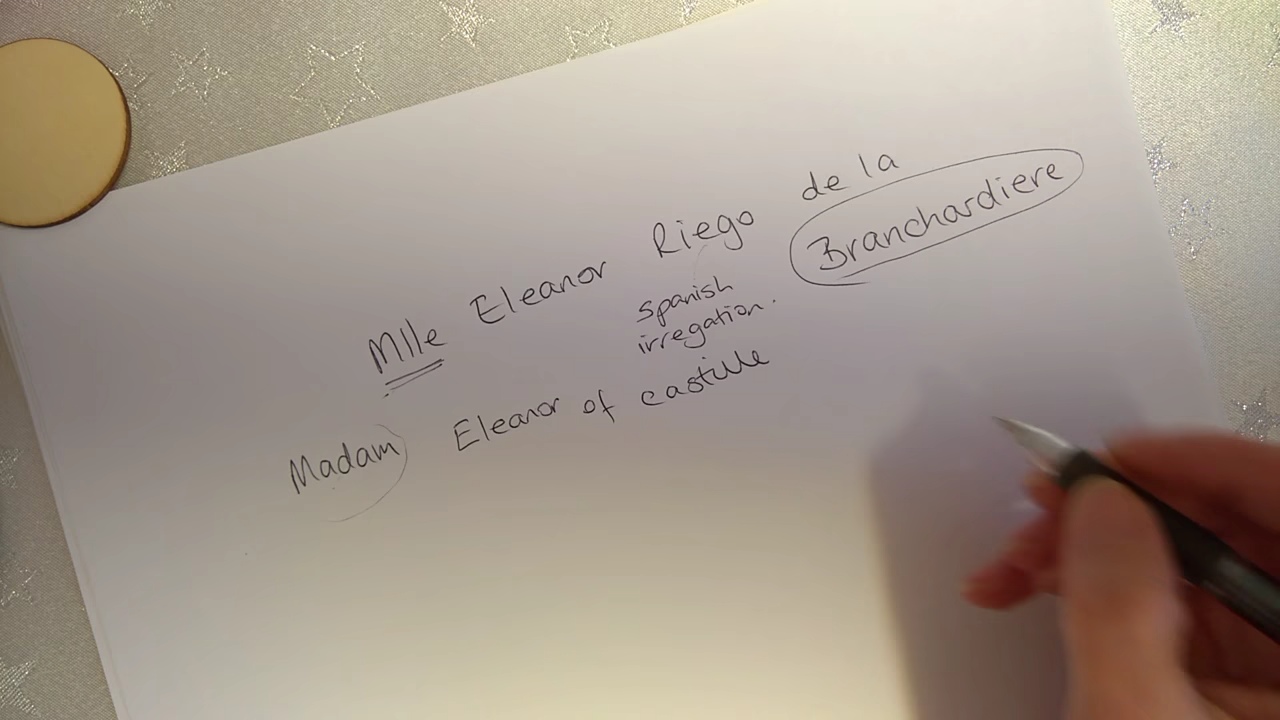 Mlle Eleanor Riego de la
Branchardiere
spanish
irregation.
Madam Eleanor of castille